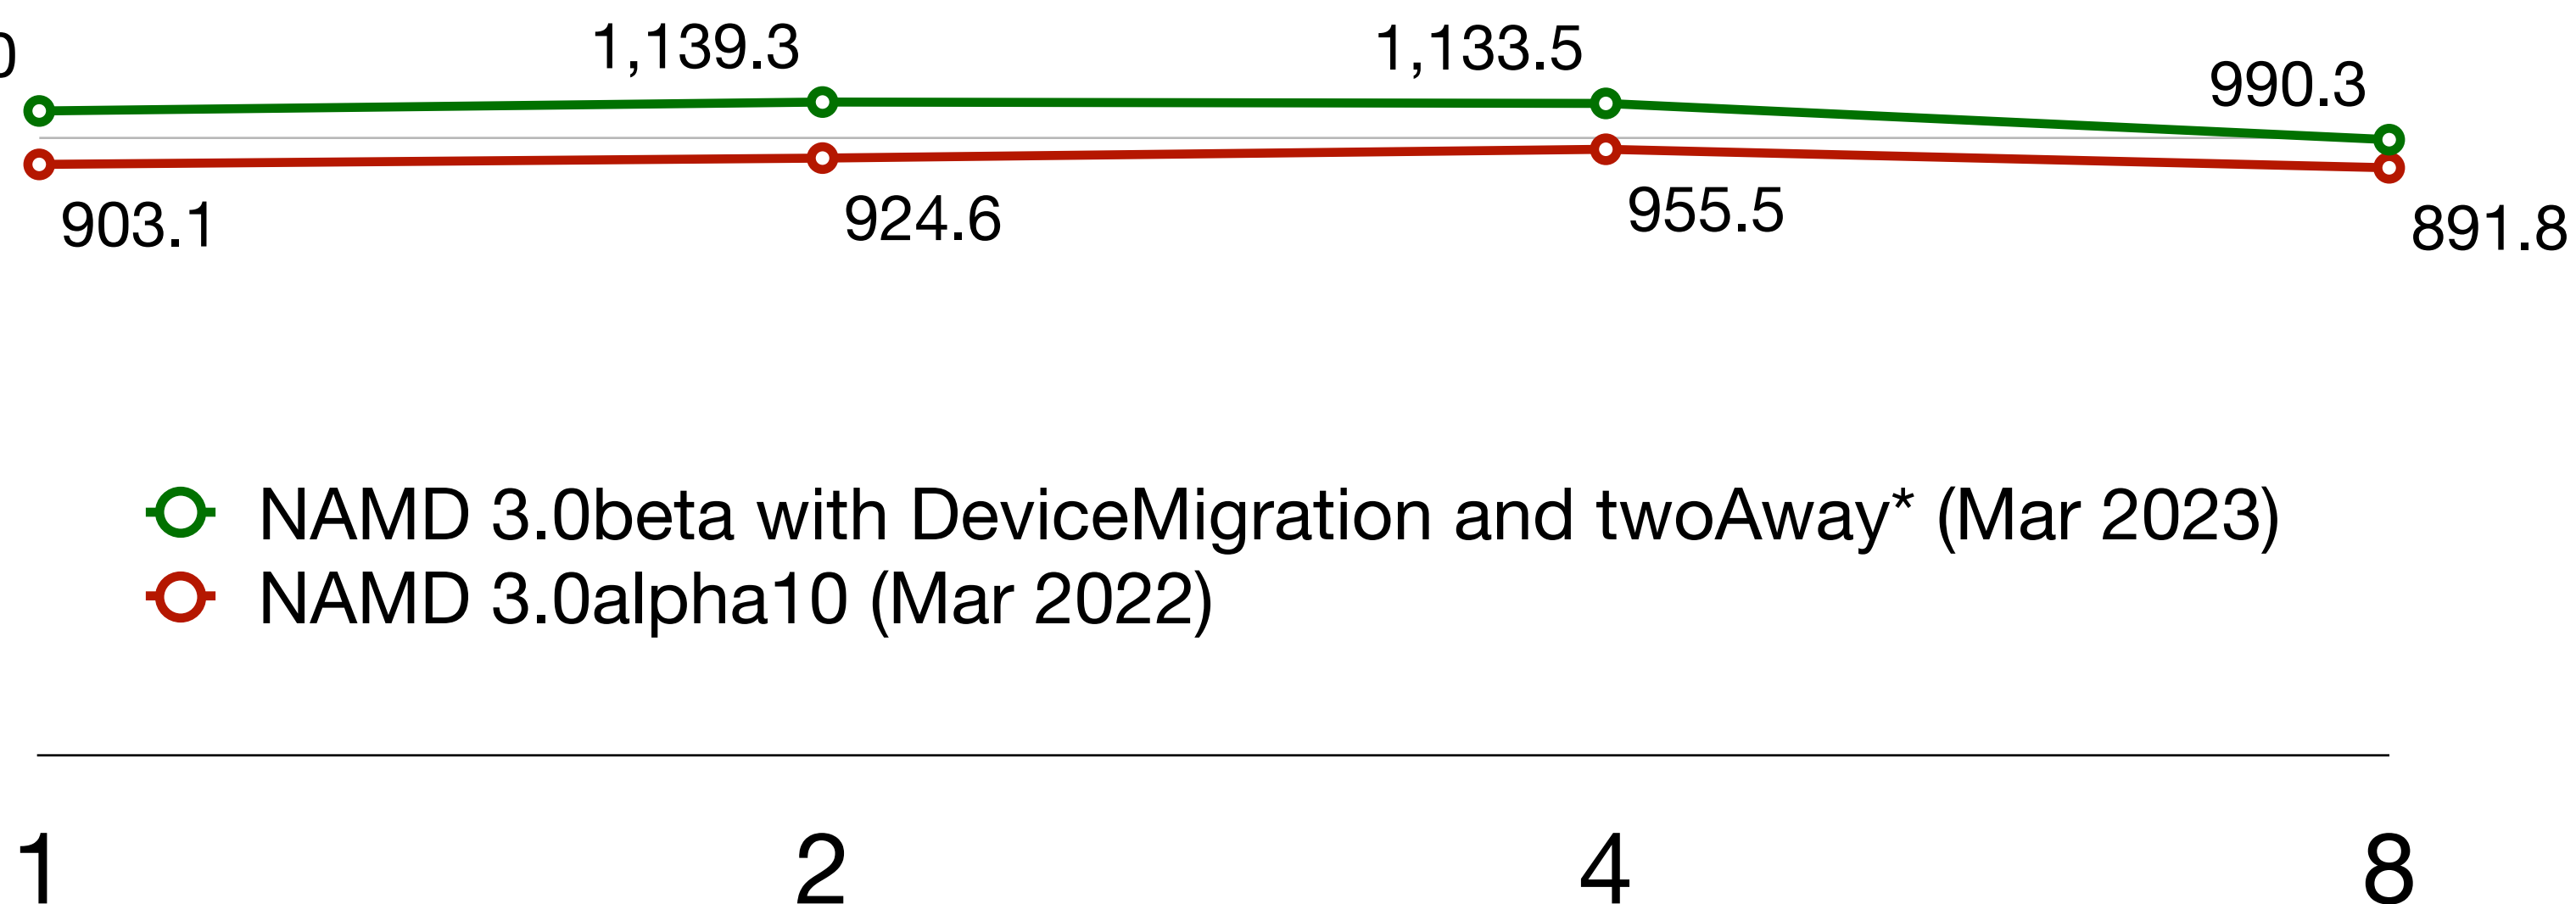 1,139.3
1,133.5
990.3
903.1
924.6
955.5
891.8
NAMD 3.0beta with DeviceMigration and twoAway* (Mar 2023)
NAMD 3.0alpha10 (Mar 2022)
1 2 4 8